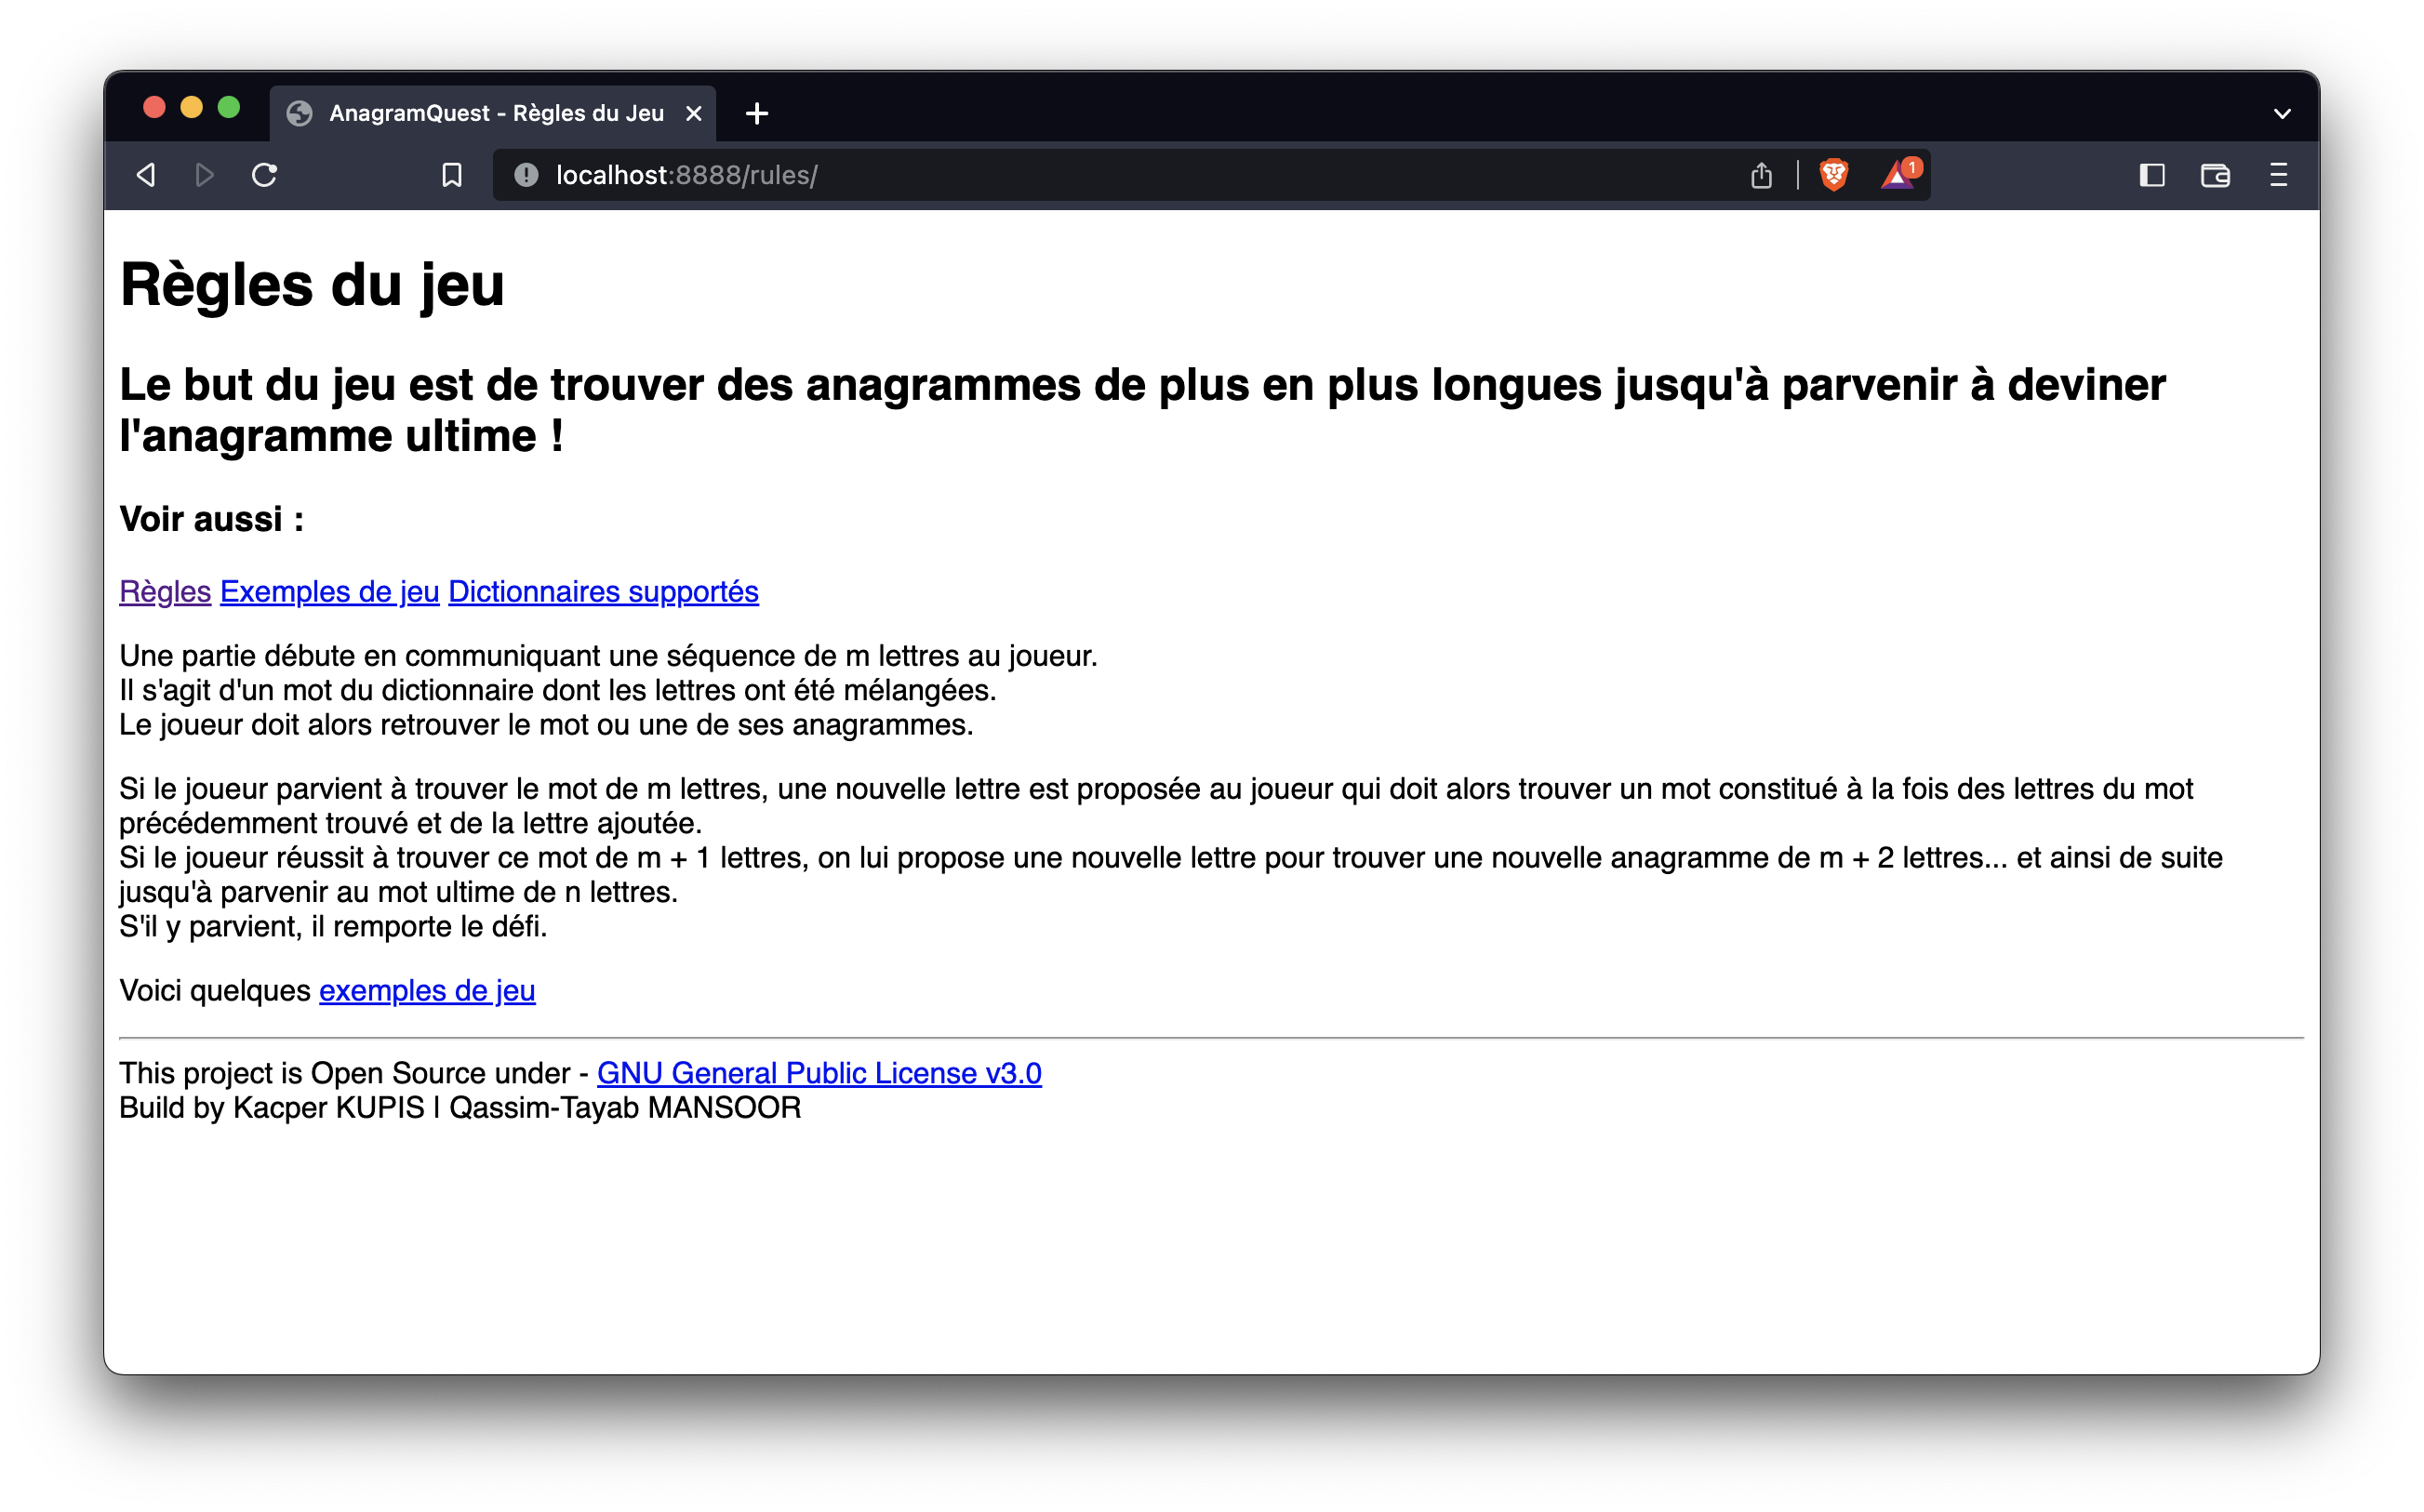 AnagramQuest - Règles du Jeu
localhost:8888/rules/
1
Règles du jeu
Le but du jeu est de trouver des anagrammes de plus en plus longues jusqu'à parvenir à deviner
l'anagramme ultime !
Voir aussi :
Règles Exemples de jeu Dictionnaires supportés
Une partie débute en communiquant une séquence de m lettres au joueur.
Il s'agit d'un mot du dictionnaire dont les lettres ont été mélangées.
Le joueur doit alors retrouver le mot ou une de ses anagrammes.
Si le joueur parvient à trouver le mot de m lettres, une nouvelle lettre est proposée au joueur qui doit alors trouver un mot constitué à la fois des lettres du mot
précédemment trouvé et de la lettre ajoutée.
Si le joueur réussit à trouver ce mot de m + 1 lettres, on lui propose une nouvelle lettre pour trouver une nouvelle anagramme de m + 2 lettres... et ainsi de suite
jusqu'à parvenir au mot ultime de n lettres.
S'il y parvient, il remporte le défi.
Voici quelques exemples de jeu
This project is Open Source under - GNU General Public License v3.0
Build by Kacper KUPIS | Qassim-Tayab MANSOOR